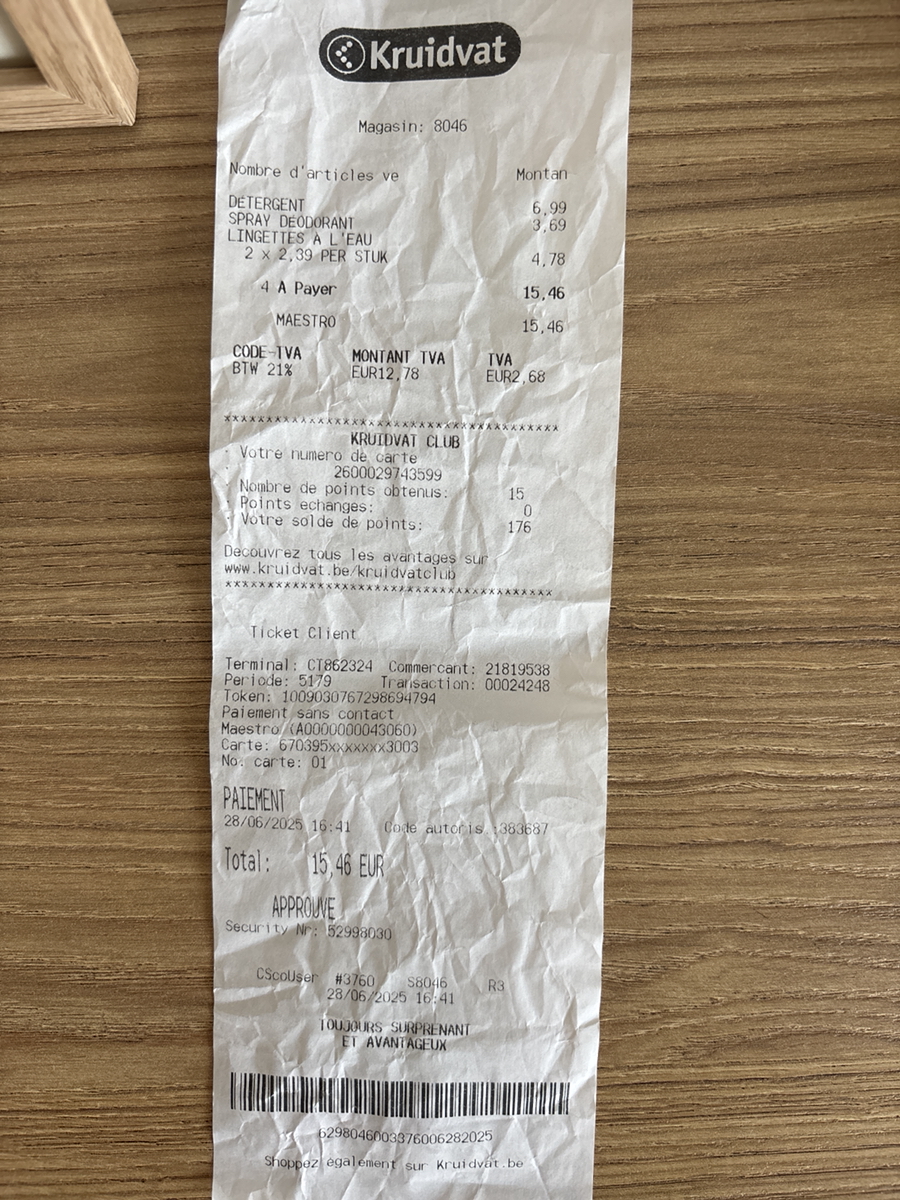 Kruidvat
Magasin: 8046
Nombre d'articles ve Montan
DETERGENT 6,99
SPRAY DEODORANT 3,69
LINGETTES À L'EAU
2 x 2,39 PER STUK 4,78
4 A Payer 15,46
MAESTRO 15,46
CODE-TVA MONTANT TVA TVA
BTW 21% EUR12,78 EUR2,68
****************************************
KRUIDVAT CLUB
Votre numero de carte
2600029743599
Nombre de points obtenus: 15
Points echanges: 0
Votre solde de points: 176
Decouvrez tous les avantages sur
www.kruidvat.be/kruidvatclub
****************************************
Ticket Client
Terminal: CT862324 Commercant: 21819538
Periode: 5179 Transaction: 00024248
Token: 1009030767298694794
Paiement sans contact
Maestro (A0000000043060)
Carte: 670395xxxxxxx3003
No. carte: 01
PAIEMENT
28/06/2025 16:41 Code autoris.:383687
Total: 15,46 EUR
APPROUVE
Security Nr: 52998030
CScoUser #3760 S8046 R3
28/06/2025 16:41
TOUJOURS SURPRENANT
ET AVANTAGEUX
6298046003376006282025
Shoppez également sur Kruidvat.be